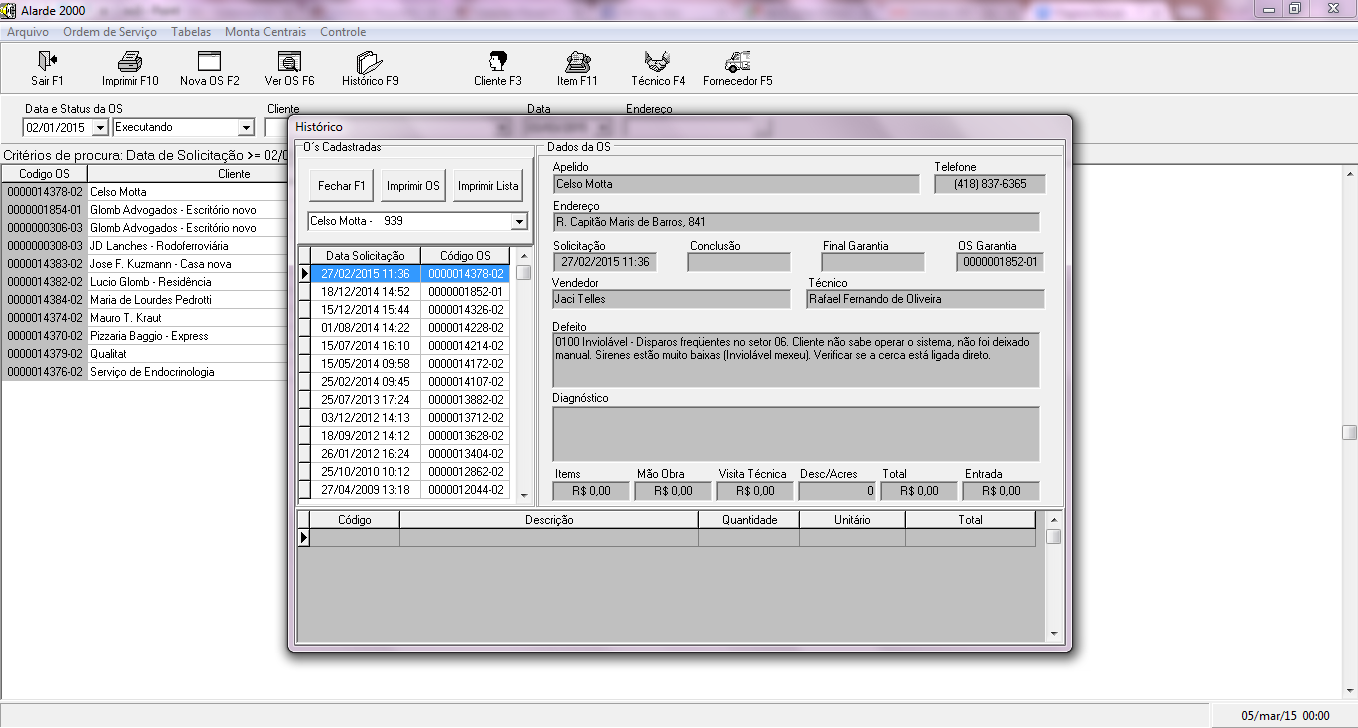 Alarde 2000
Arquivo Ordem de Serviço Tabelas Monta Centrais Controle
Sair F1 Imprimir F10 Nova OS F2 Ver OS F6 Histórico F9 Cliente F3 Item F11 Técnico F4 Fornecedor F5
Data e Status da OS Cliente Data Endereço
02/01/2015 Executando
Critérios de procura: Data de Solicitação >= 02/0
Codigo OS Cliente
0000014378-02 Celso Motta
0000001854-01 Glomb Advogados - Escritório novo
0000000306-03 Glomb Advogados - Escritório novo
0000000308-03 JD Lanches - Rodoferroviária
0000014383-02 Jose F. Kuzmann - Casa nova
0000014382-02 Lucio Glomb - Residência
0000014384-02 Maria de Lourdes Pedrotti
0000014374-02 Mauro T. Kraut
0000014370-02 Pizzaria Baggio - Express
0000014379-02 Qualitat
0000014376-02 Serviço de Endocrinologia
Histórico
O´s Cadastradas
Fechar F1 Imprimir OS Imprimir Lista
Celso Motta - 939
Data Solicitação Código OS
27/02/2015 11:36 0000014378-02
18/12/2014 14:52 0000001852-01
15/12/2014 15:44 0000014326-02
01/08/2014 14:22 0000014228-02
15/07/2014 16:10 0000014214-02
15/05/2014 09:58 0000014172-02
25/02/2014 09:45 0000014107-02
25/07/2013 17:24 0000013882-02
03/12/2012 14:13 0000013712-02
18/09/2012 14:12 0000013628-02
26/01/2012 16:24 0000013404-02
25/10/2010 10:12 0000012862-02
27/04/2009 13:18 0000012044-02
Dados da OS
Apelido Telefone
Celso Motta (418) 837-6365
Endereço
R. Capitão Maris de Barros, 841
Solicitação Conclusão Final Garantia OS Garantia
27/02/2015 11:36 0000001852-01
Vendedor Técnico
Jaci Telles Rafael Fernando de Oliveira
Defeito
0100 Inviolável - Disparos freqüentes no setor 06. Cliente não sabe operar o sistema, não foi deixado
manual. Sirenes estão muito baixas (Inviolável mexeu). Verificar se a cerca está ligada direto.
Diagnóstico
Items Mão Obra Visita Técnica Desc/Acres Total Entrada
R$ 0,00 R$ 0,00 R$ 0,00 0 R$ 0,00 R$ 0,00
Código Descrição Quantidade Unitário Total
05/mar/15 00:00